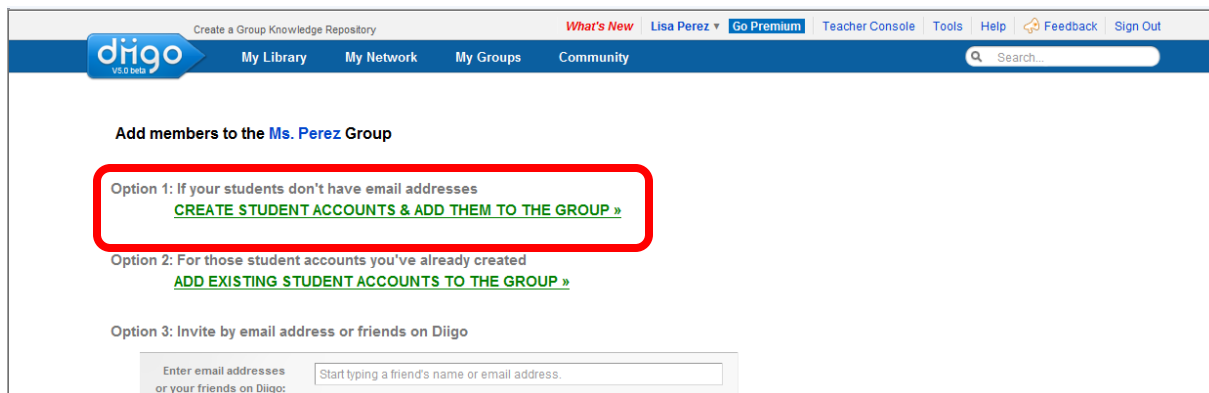 Create a Group Knowledge Repository What's New Lisa Perez ▾ Go Premium Teacher Console Tools Help Feedback Sign Out
diigo
V5.0 beta
My Library My Network My Groups Community Search...
Add members to the Ms. Perez Group
Option 1: If your students don't have email addresses
CREATE STUDENT ACCOUNTS & ADD THEM TO THE GROUP »
Option 2: For those student accounts you've already created
ADD EXISTING STUDENT ACCOUNTS TO THE GROUP »
Option 3: Invite by email address or friends on Diigo
Enter email addresses
or your friends on Diigo:
Start typing a friend's name or email address.